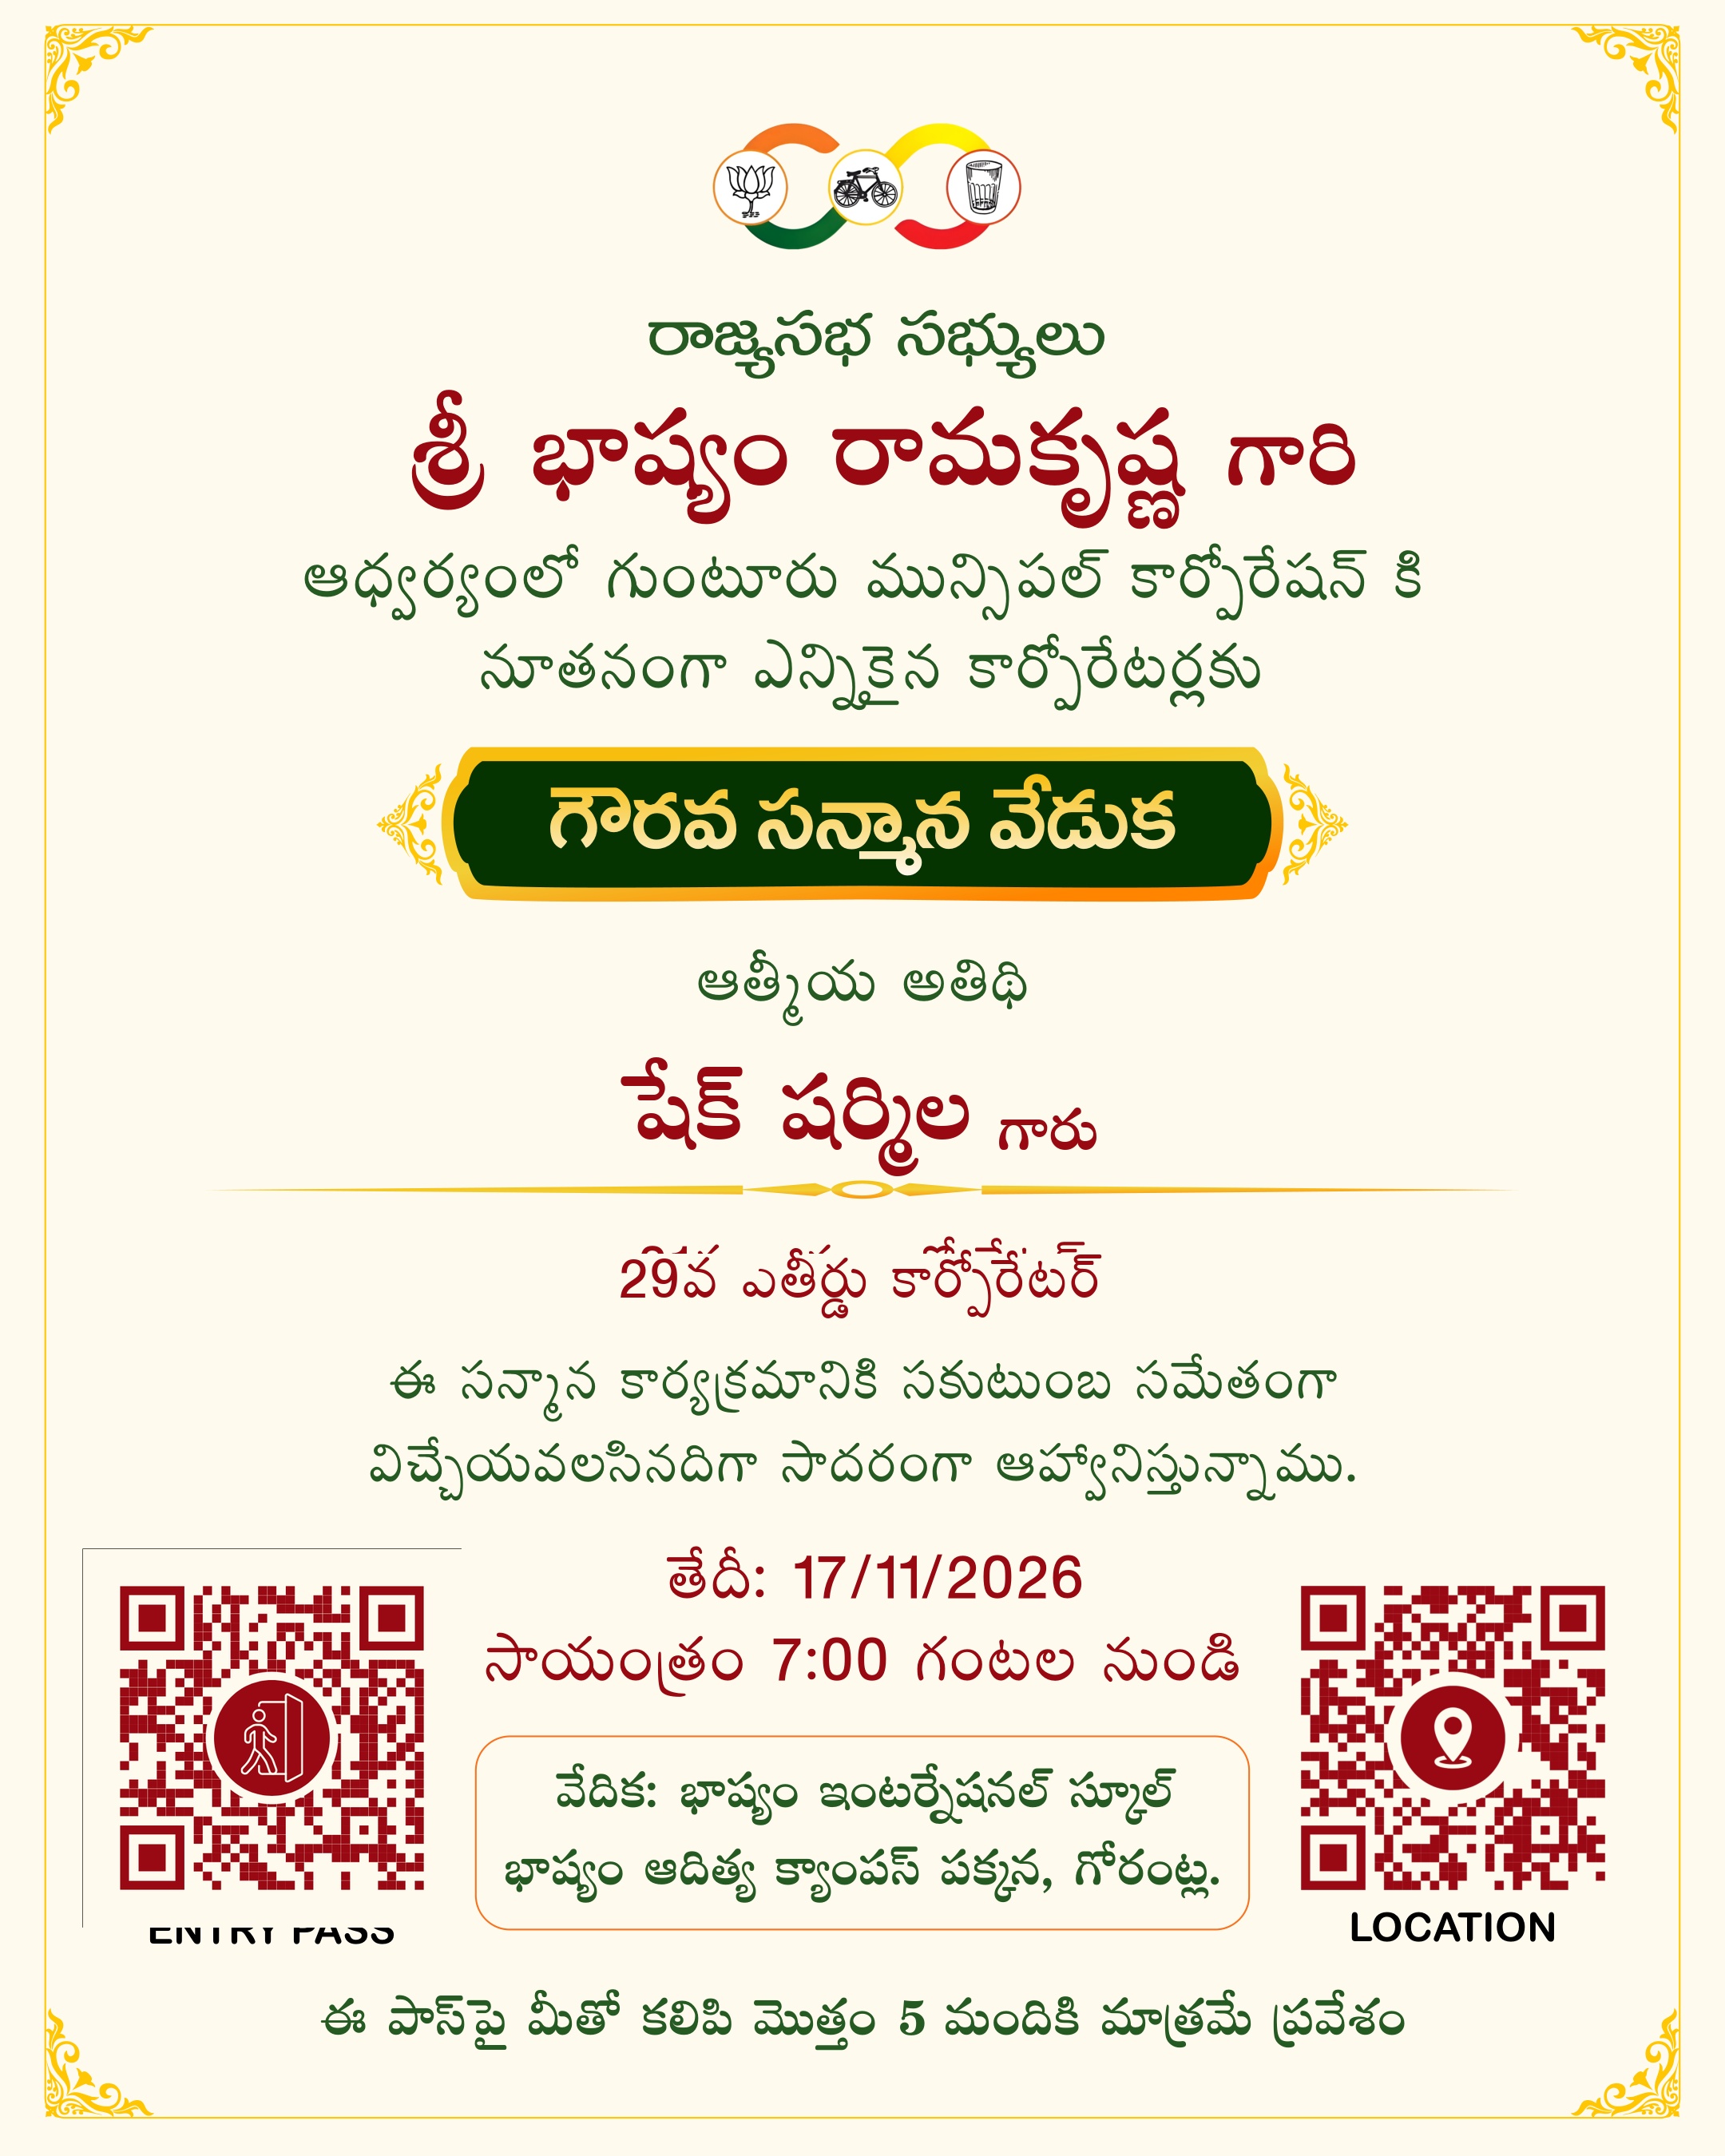 రాజ్యసభ సభ్యులు
శ్రీ భాష్యం రామకృష్ణ గారి
ఆధ్వర్యంలో గుంటూరు మున్సిపల్ కార్పోరేషన్ కి
నూతనంగా ఎన్నికైన కార్పోరేటర్లకు
గౌరవ సన్మాన వేడుక
ఆత్మీయ అతిథి
షేక్ షర్మిల గారు
29వ ఎతీర్డు కార్పోరేటర్
ఈ సన్మాన కార్యక్రమానికి సకుటుంబ సమేతంగా
విచ్చేయవలసినదిగా సాదరంగా ఆహ్వానిస్తున్నాము.
తేదీ: 17/11/2026
సాయంత్రం 7:00 గంటల నుండి
వేదిక: భాష్యం ఇంటర్నేషనల్ స్కూల్
భాష్యం ఆదిత్య క్యాంపస్ పక్కన, గోరంట్ల.
ENTRY PASS
LOCATION
ఈ పాస్‌పై మీతో కలిపి మొత్తం 5 మందికి మాత్రమే ప్రవేశం